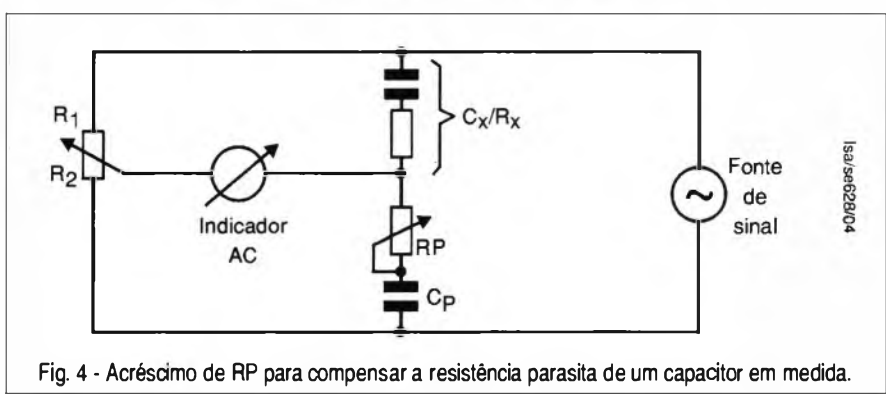 R1
R2
Indicador
AC
Cx/Rx
RP
CP
Fonte
de
sinal
~
Isa/se628/04
Fig. 4 - Acréscimo de RP para compensar a resistência parasita de um capacitor em medida.